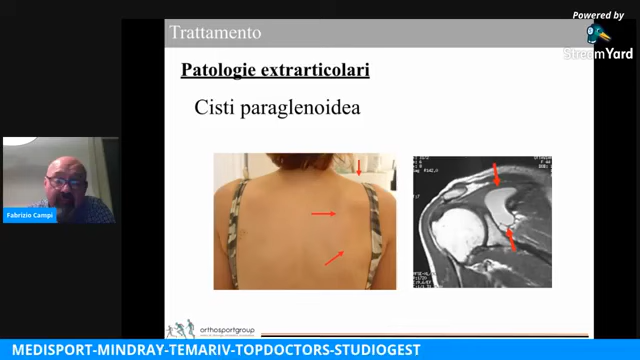 Powered by
StreamYard
Trattamento
Patologie extrarticolari
Cisti paraglenoidea
Fabrizio Campi
orthosportgroup
MEDISPORT-MINDRAY-TEMARIV-TOPDOCTORS-STUDIOGEST